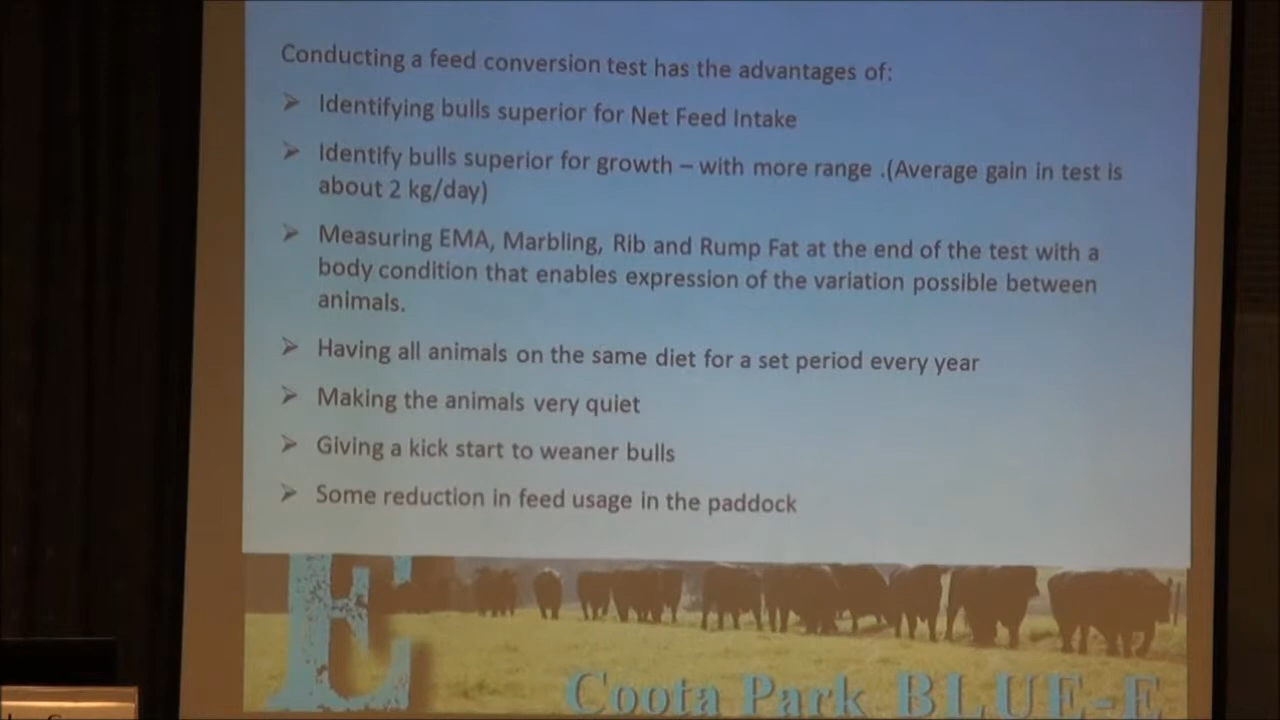 Conducting a feed conversion test has the advantages of:
➢ Identifying bulls superior for Net Feed Intake
➢ Identify bulls superior for growth – with more range .(Average gain in test is
about 2 kg/day)
➢ Measuring EMA, Marbling, Rib and Rump Fat at the end of the test with a
body condition that enables expression of the variation possible between
animals.
➢ Having all animals on the same diet for a set period every year
➢ Making the animals very quiet
➢ Giving a kick start to weaner bulls
➢ Some reduction in feed usage in the paddock
E
Coota Park BLUE-E